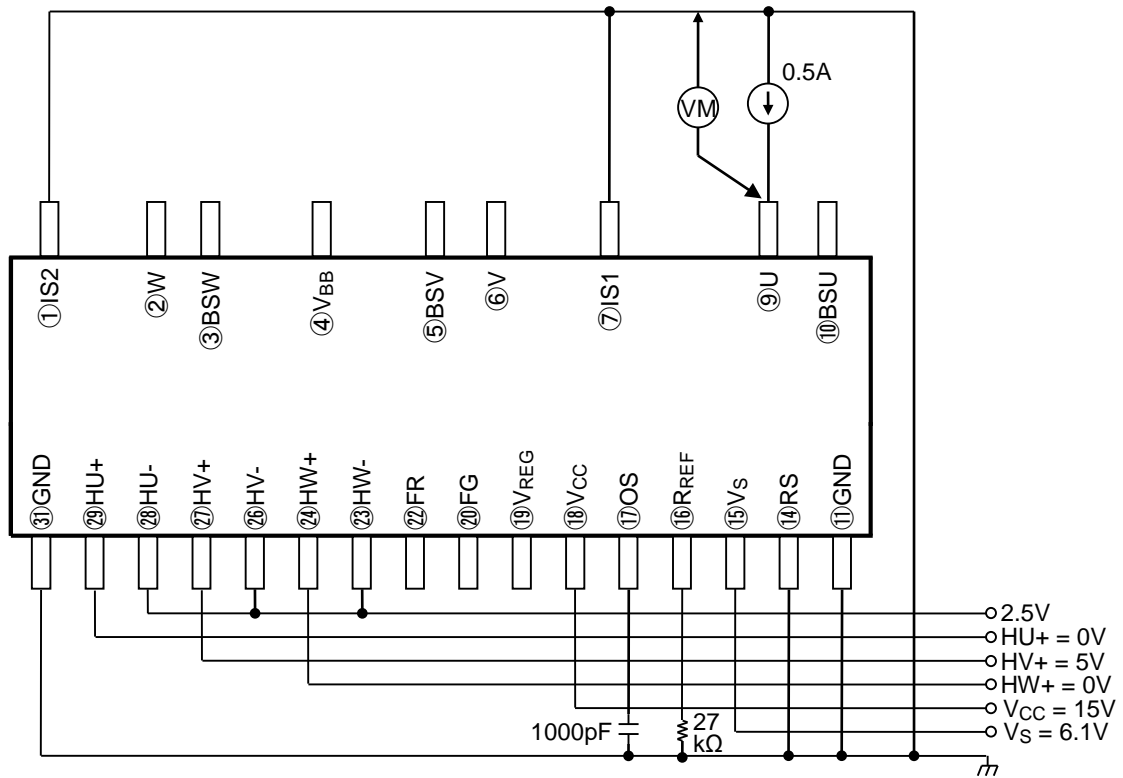 0.5A
VM
①IS2
②W
③BSW
④VBB
⑤BSV
⑥V
⑦IS1
⑨U
⑩BSU
㉛GND
㉙HU+
㉘HU-
㉗HV+
㉖HV-
㉔HW+
㉓HW-
㉒FR
⑳FG
⑲VREG
⑱VCC
⑰OS
⑯RREF
⑮VS
⑭RS
⑪GND
2.5V
HU+ = 0V
HV+ = 5V
HW+ = 0V
VCC = 15V
VS = 6.1V
1000pF
27
kΩ